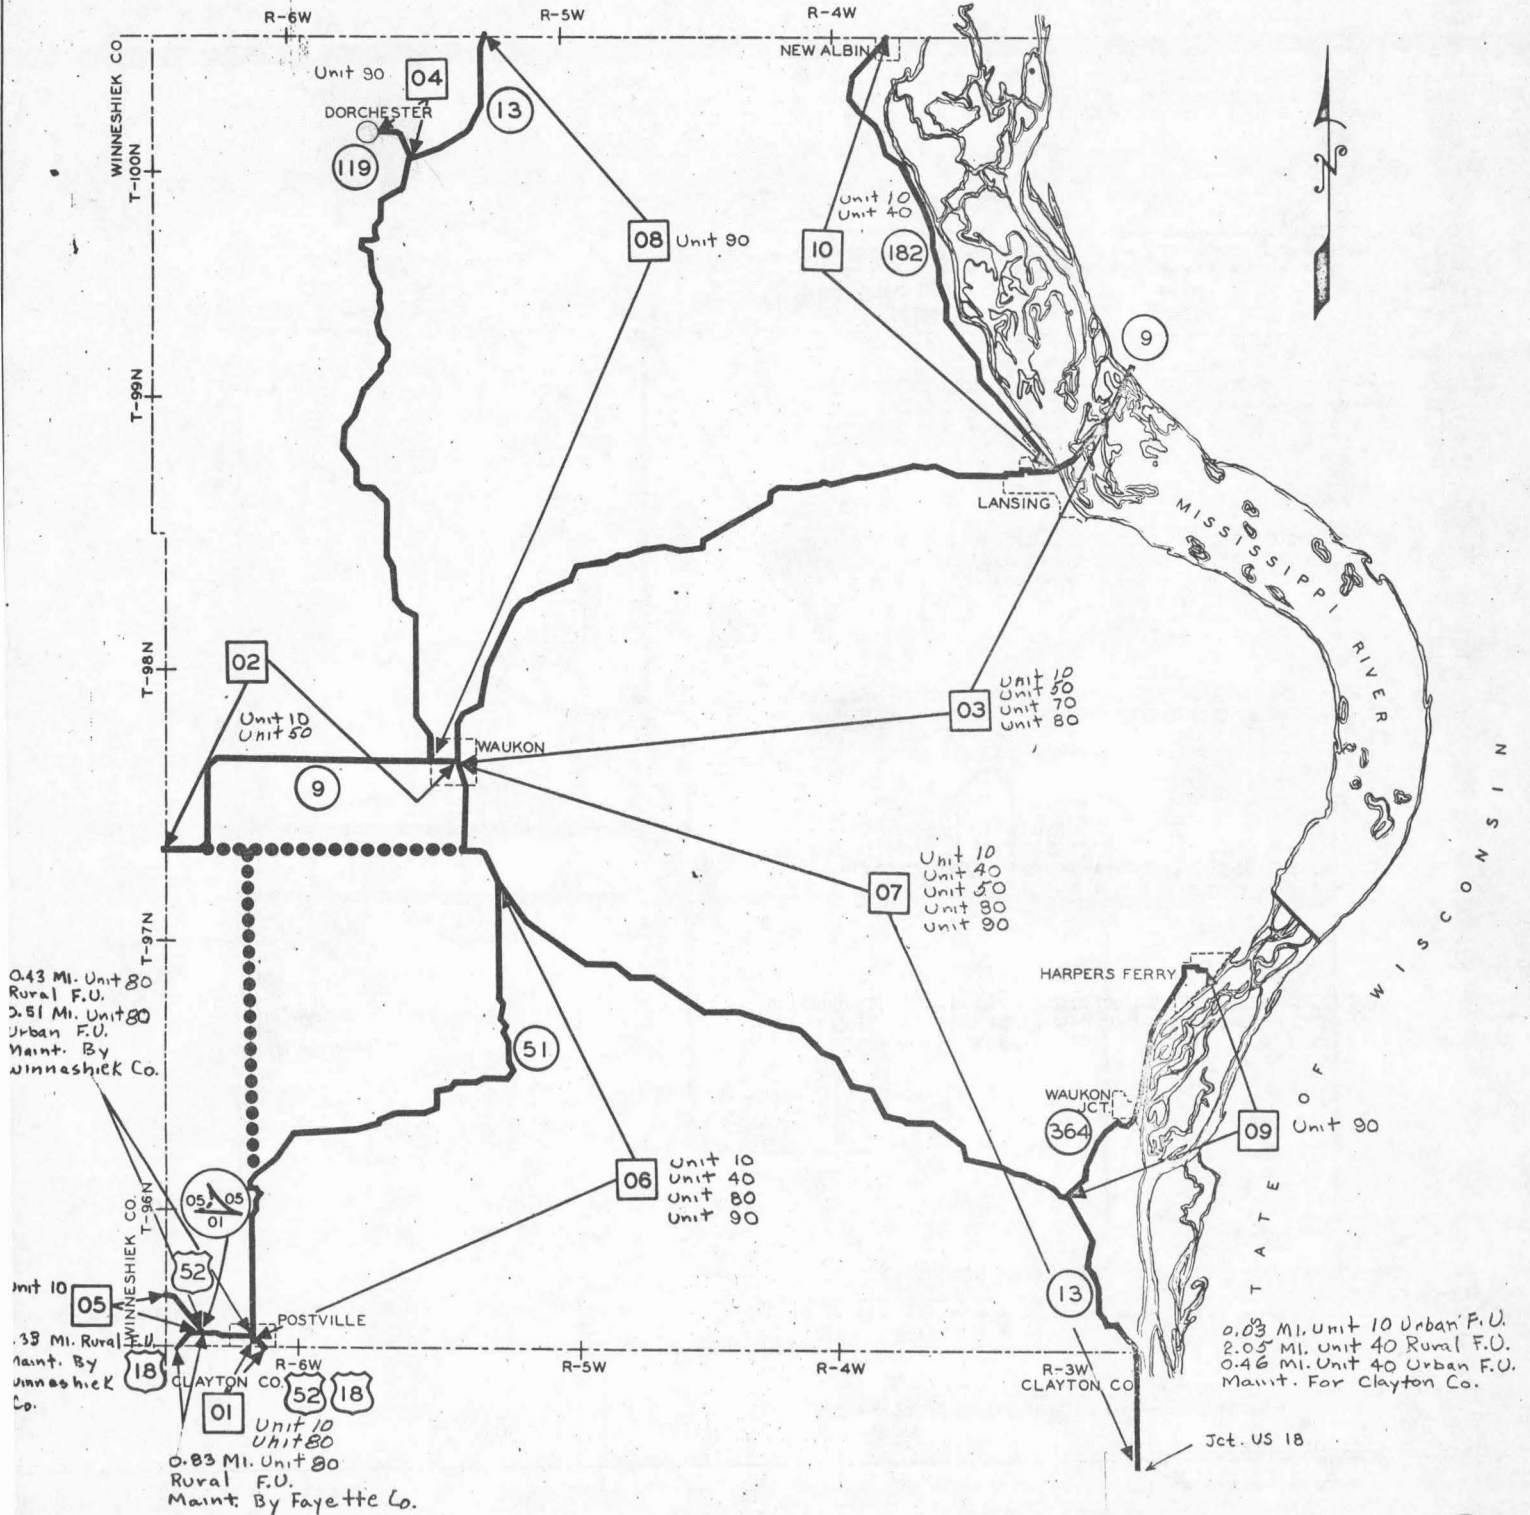 R-6W
R-5W
R-4W
NEW ALBIN
WINNESHIEK CO
T-100N
Unit 90
04
DORCHESTER
13
119
08
Unit 90
Unit 10
Unit 40
10
182
9
T-99N
LANSING
MISSISSIPPI RIVER
T-98N
02
Unit 10
Unit 50
03
Unit 10
Unit 50
Unit 70
Unit 80
WAUKON
9
07
Unit 10
Unit 40
Unit 50
Unit 80
Unit 90
T-97N
0.43 MI. Unit 80
Rural F.U.
0.51 MI. Unit 80
Urban F.U.
Maint. By
Winnashiek Co.
HARPERS FERRY
51
WAUKON
JCT.
364
09
Unit 90
STATE OF WISCONSIN
06
Unit 10
Unit 40
Unit 80
Unit 90
T-96N
WINNESHIEK CO.
05 05
01
52
Unit 10
05
13
POSTVILLE
.33 MI. Rural F.U.
Maint. By
Winnashiek
Co.
18
CLAYTON CO.
R-6W
R-5W
R-4W
R-3W
CLAYTON CO
52
18
01
Unit 10
Unit 80
0.83 MI. Unit 80
Rural F.U.
Maint. By Fayette Co.
0.03 MI. Unit 10 Urban F.U.
2.05 MI. Unit 40 Rural F.U.
0.46 MI. Unit 40 Urban F.U.
Maint. For Clayton Co.
Jct. US 18